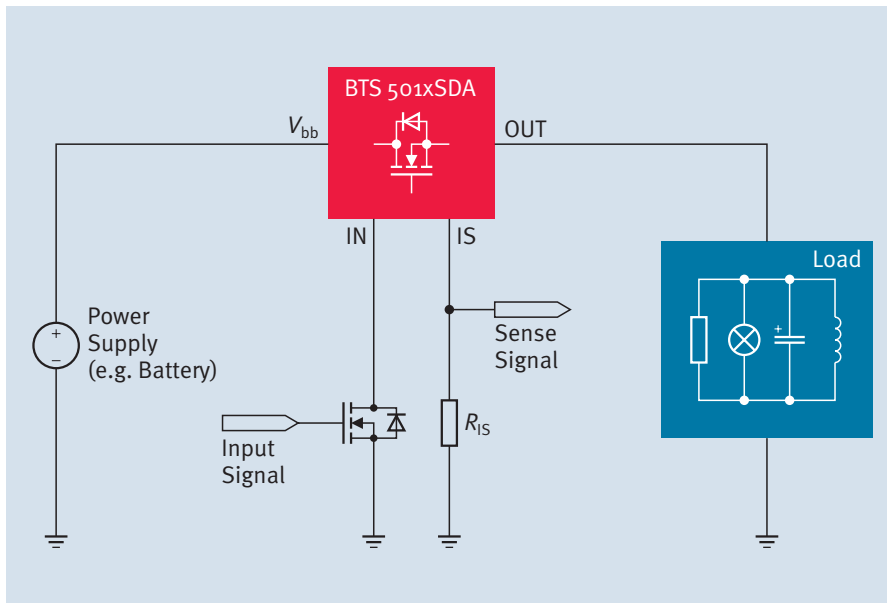 BTS 501xSDA
Vbb
OUT
IN
IS
Load
Power
Supply
(e.g. Battery)
+
–
Sense
Signal
+
Input
Signal
RIS